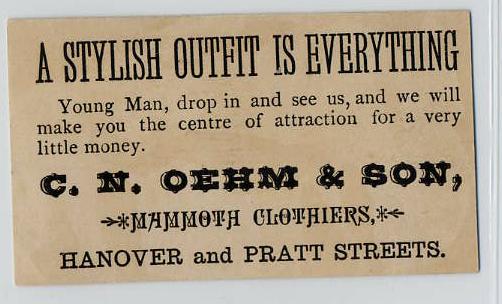 A STYLISH OUTFIT IS EVERYTHING
Young Man, drop in and see us, and we will
make you the centre of attraction for a very
little money.
C. N. OEHM & SON,
MAMMOTH CLOTHIERS,
HANOVER and PRATT STREETS.